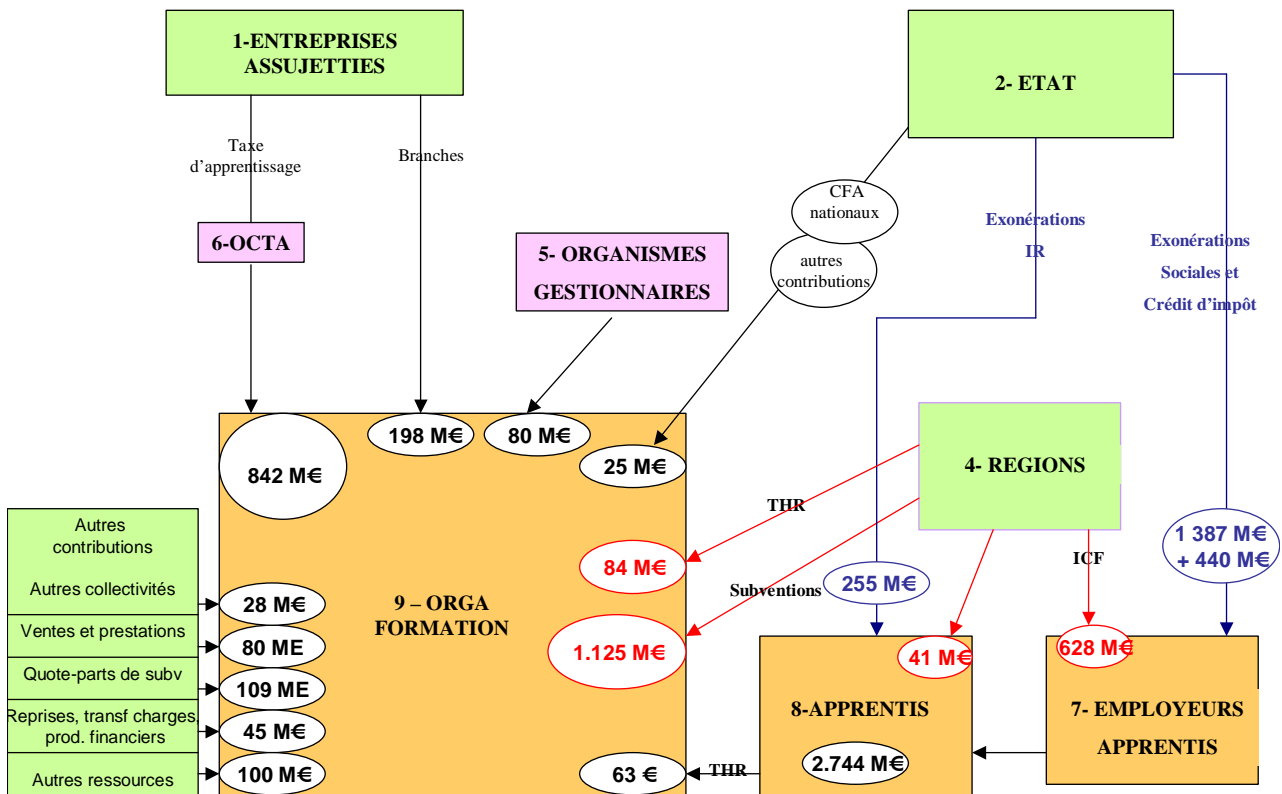 1-ENTREPRISES
ASSUJETTIES
2- ETAT
Taxe
d'apprentissage
Branches
CFA
nationaux
autres
contributions
Exonérations
IR
Exonérations
Sociales et
Crédit d'impôt
6-OCTA
5- ORGANISMES
GESTIONNAIRES
842 M€
198 M€
80 M€
25 M€
4- REGIONS
THR
84 M€
Subventions
1.125 M€
255 M€
ICF
1 387 M€
+ 440 M€
Autres
contributions
Autres collectivités
28 M€
Ventes et prestations
80 ME
Quote-parts de subv
109 ME
Reprises, transf charges,
prod. financiers
45 M€
Autres ressources
100 M€
9 – ORGA
FORMATION
63 €
THR
41 M€
8-APPRENTIS
2.744 M€
628 M€
7- EMPLOYEURS
APPRENTIS